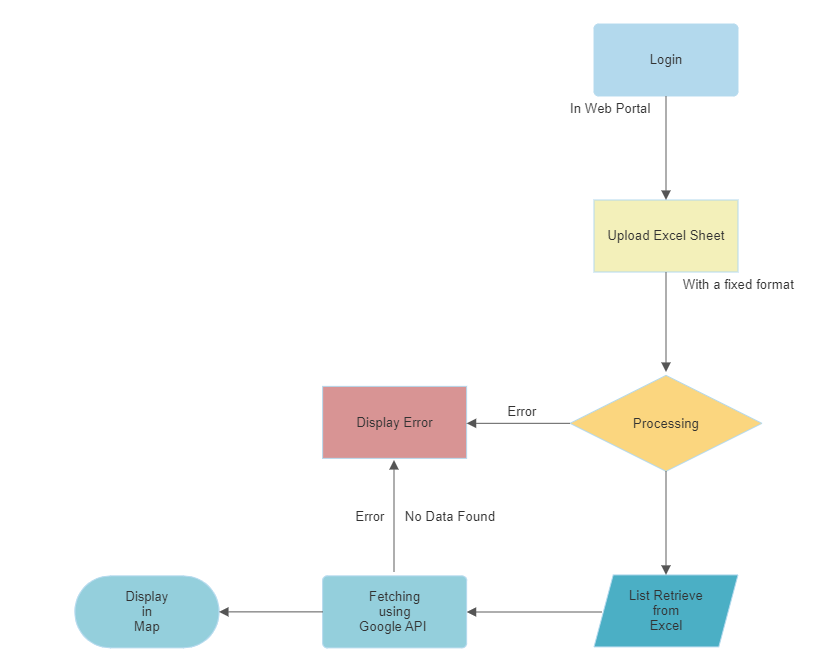 Login
In Web Portal
Upload Excel Sheet
With a fixed format
Error
Display Error
Processing
Error
No Data Found
Display
in
Map
Fetching
using
Google API
List Retrieve
from
Excel